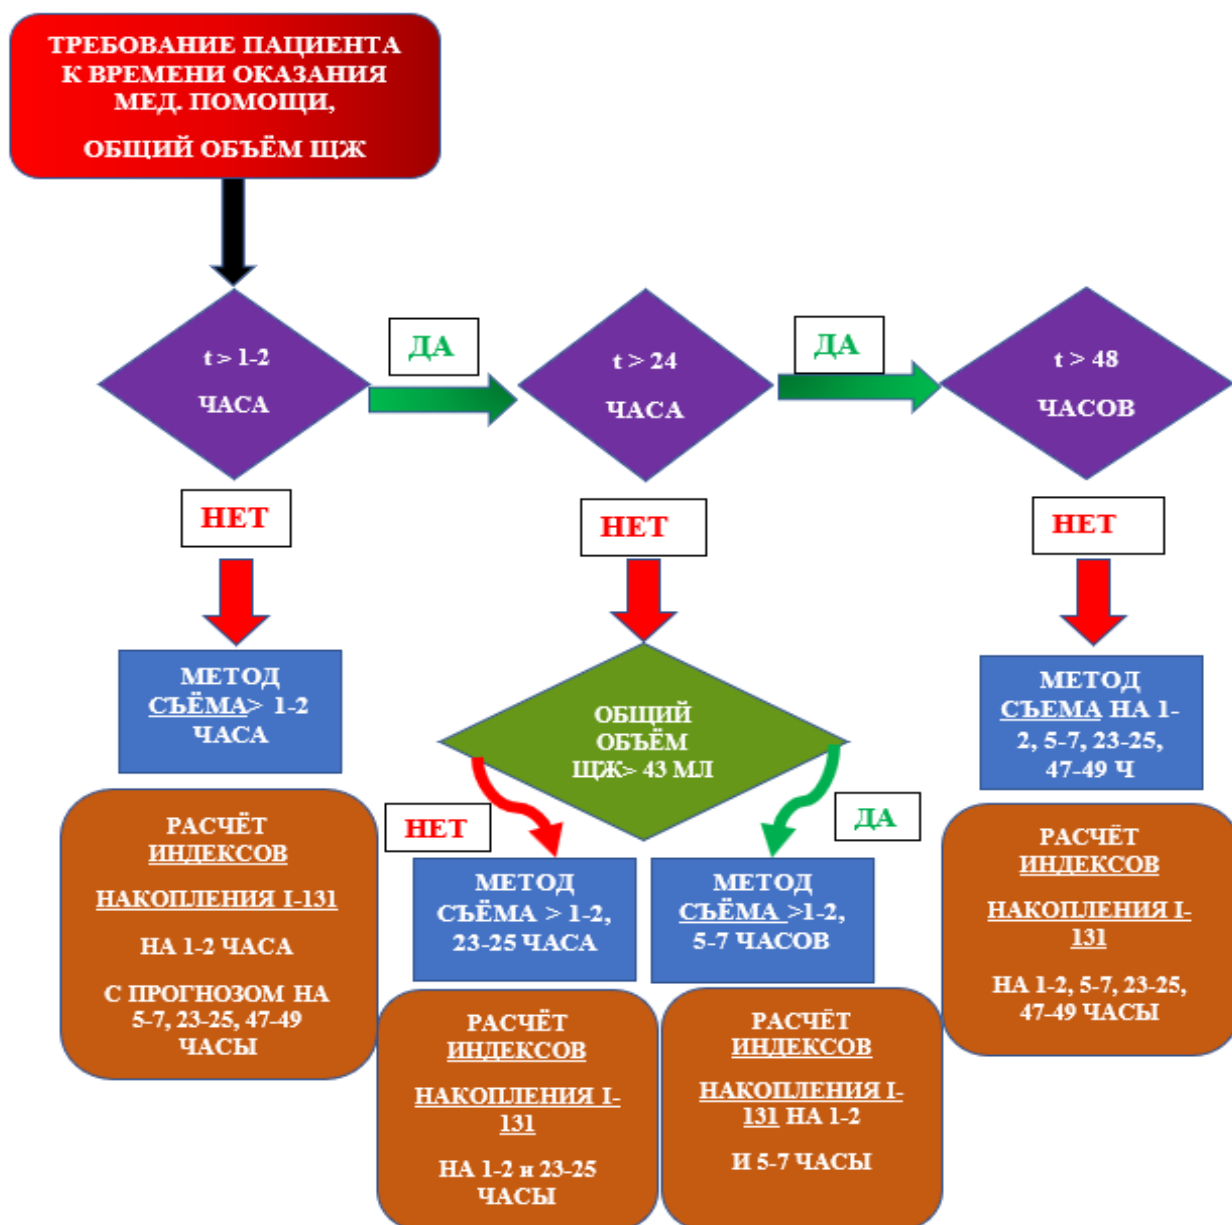 ТРЕБОВАНИЕ ПАЦИЕНТА
К ВРЕМЕНИ ОКАЗАНИЯ
МЕД. ПОМОЩИ,
ОБЩИЙ ОБЪЁМ ЩЖ
t > 1-2
ЧАСА
ДА
t > 24
ЧАСА
ДА
t > 48
ЧАСОВ
НЕТ
НЕТ
НЕТ
МЕТОД
СЪЁМА> 1-2
ЧАСА
ОБЩИЙ
ОБЪЁМ
ЩЖ> 43 МЛ
МЕТОД
СЪЕМА НА 1-
2, 5-7, 23-25,
47-49 Ч
НЕТ
ДА
РАСЧЁТ
ИНДЕКСОВ
НАКОПЛЕНИЯ I-131
НА 1-2 ЧАСА
С ПРОГНОЗОМ НА
5-7, 23-25, 47-49
ЧАСЫ
МЕТОД
СЪЁМА > 1-2,
23-25 ЧАСА
МЕТОД
СЪЁМА >1-2,
5-7 ЧАСОВ
РАСЧЁТ
ИНДЕКСОВ
НАКОПЛЕНИЯ I-
131
НА 1-2, 5-7, 23-25,
47-49 ЧАСЫ
РАСЧЁТ
ИНДЕКСОВ
НАКОПЛЕНИЯ I-
131
НА 1-2 и 23-25
ЧАСЫ
РАСЧЁТ
ИНДЕКСОВ
НАКОПЛЕНИЯ I-
131 НА 1-2
И 5-7 ЧАСЫ